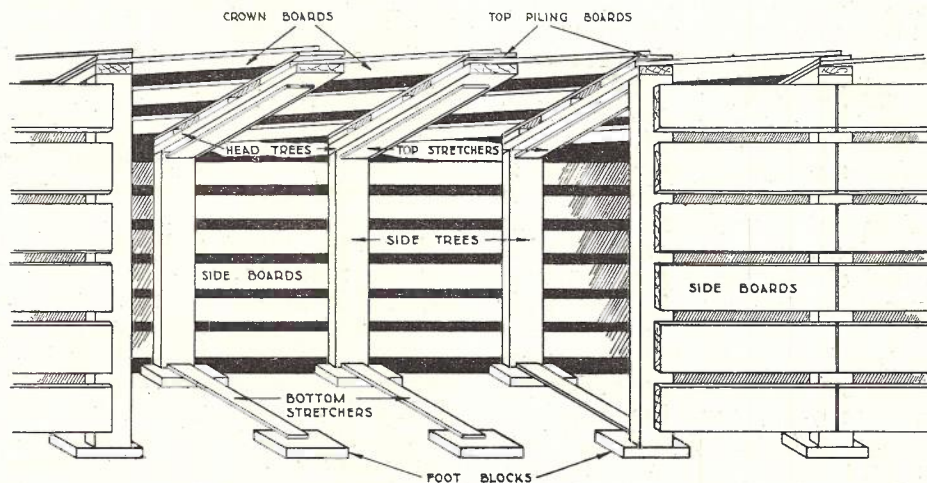 CROWN BOARDS
TOP PILING BOARDS
HEAD TREES
TOP STRETCHERS
SIDE TREES
SIDE BOARDS
SIDE BOARDS
BOTTOM
STRETCHERS
FOOT BLOCKS